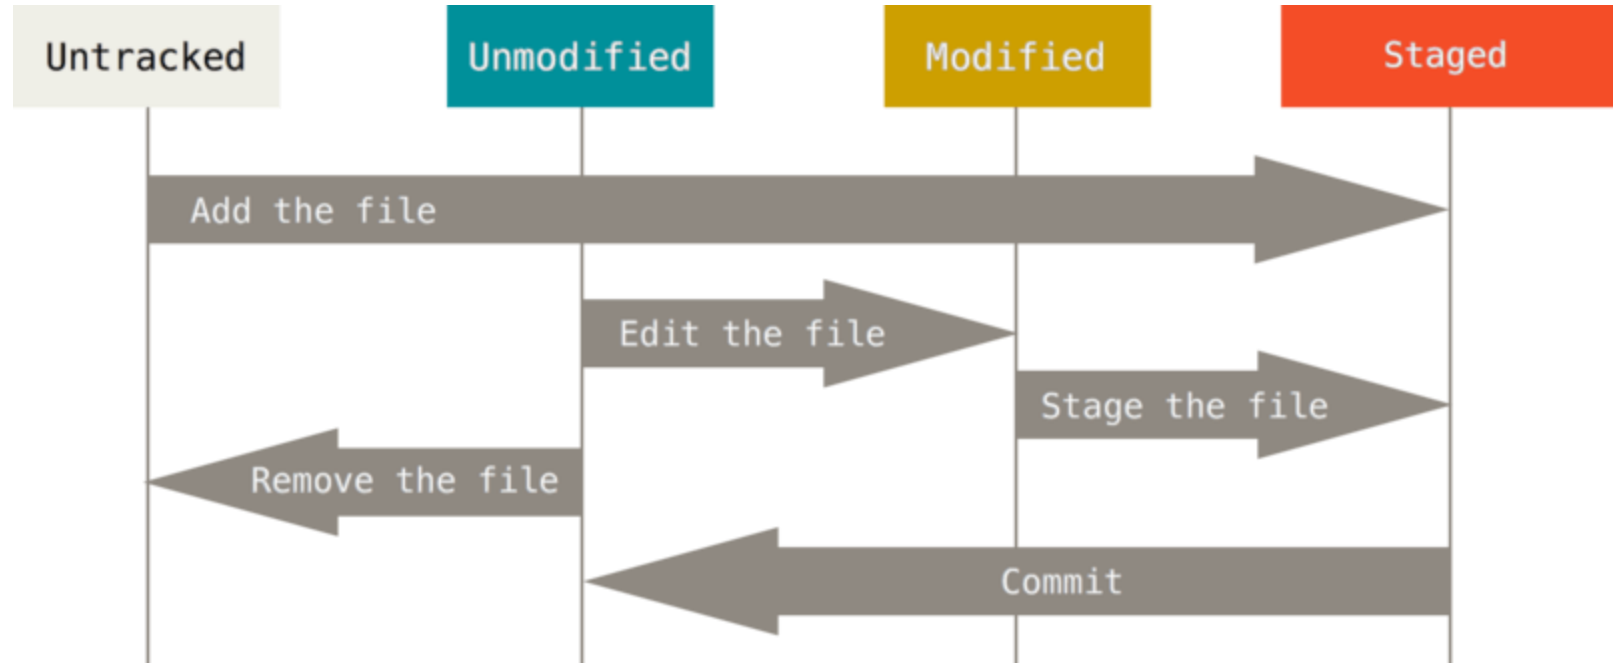 Untracked
Unmodified
Modified
Staged
Add the file
Edit the file
Stage the file
Remove the file
Commit